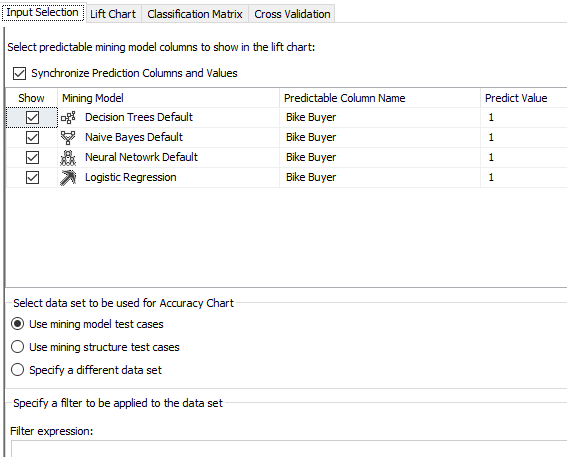 Input Selection Lift Chart Classification Matrix Cross Validation
Select predictable mining model columns to show in the lift chart:
Synchronize Prediction Columns and Values
Show Mining Model Predictable Column Name Predict Value
Decision Trees Default Bike Buyer 1
Naive Bayes Default Bike Buyer 1
Neural Netowrk Default Bike Buyer 1
Logistic Regression Bike Buyer 1
Select data set to be used for Accuracy Chart
Use mining model test cases
Use mining structure test cases
Specify a different data set
Specify a filter to be applied to the data set
Filter expression: